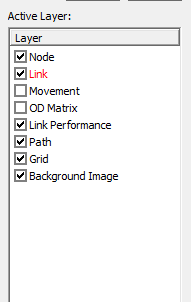 Active Layer:
Layer
Node
Link
Movement
OD Matrix
Link Performance
Path
Grid
Background Image